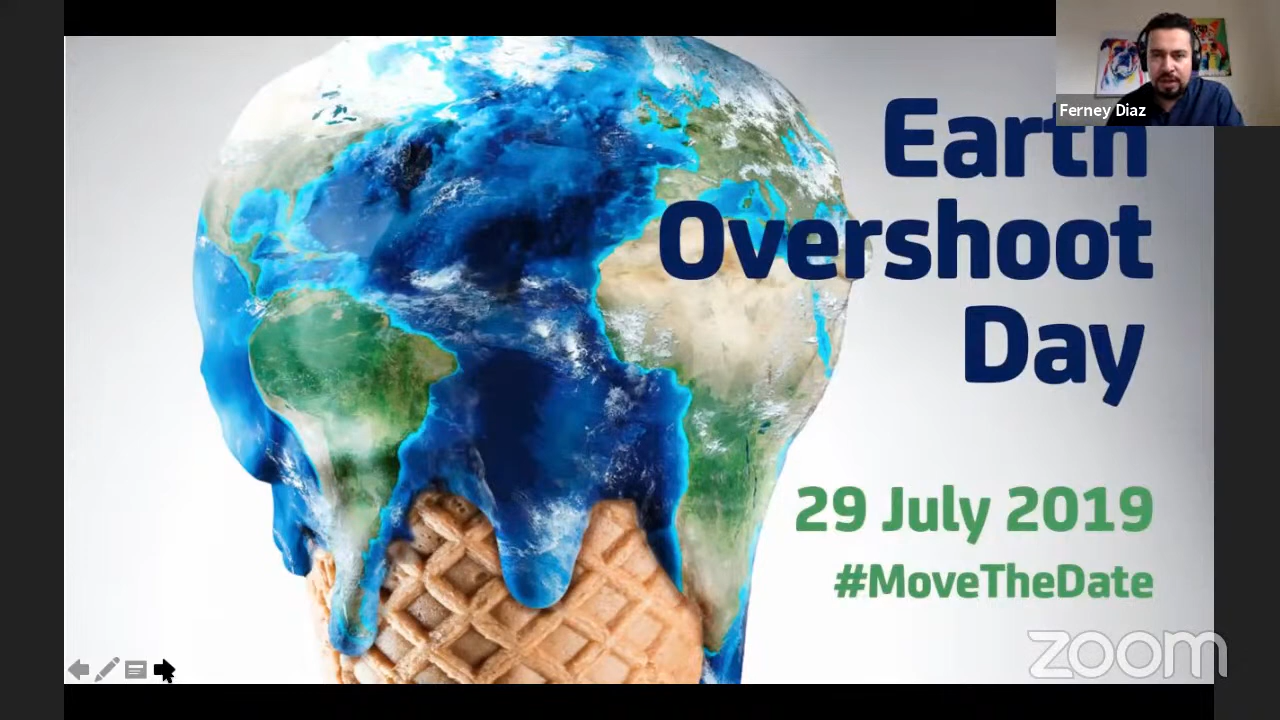 Ferney Diaz
Earth
Overshoot
Day
29 July 2019
#MoveTheDate
zoom